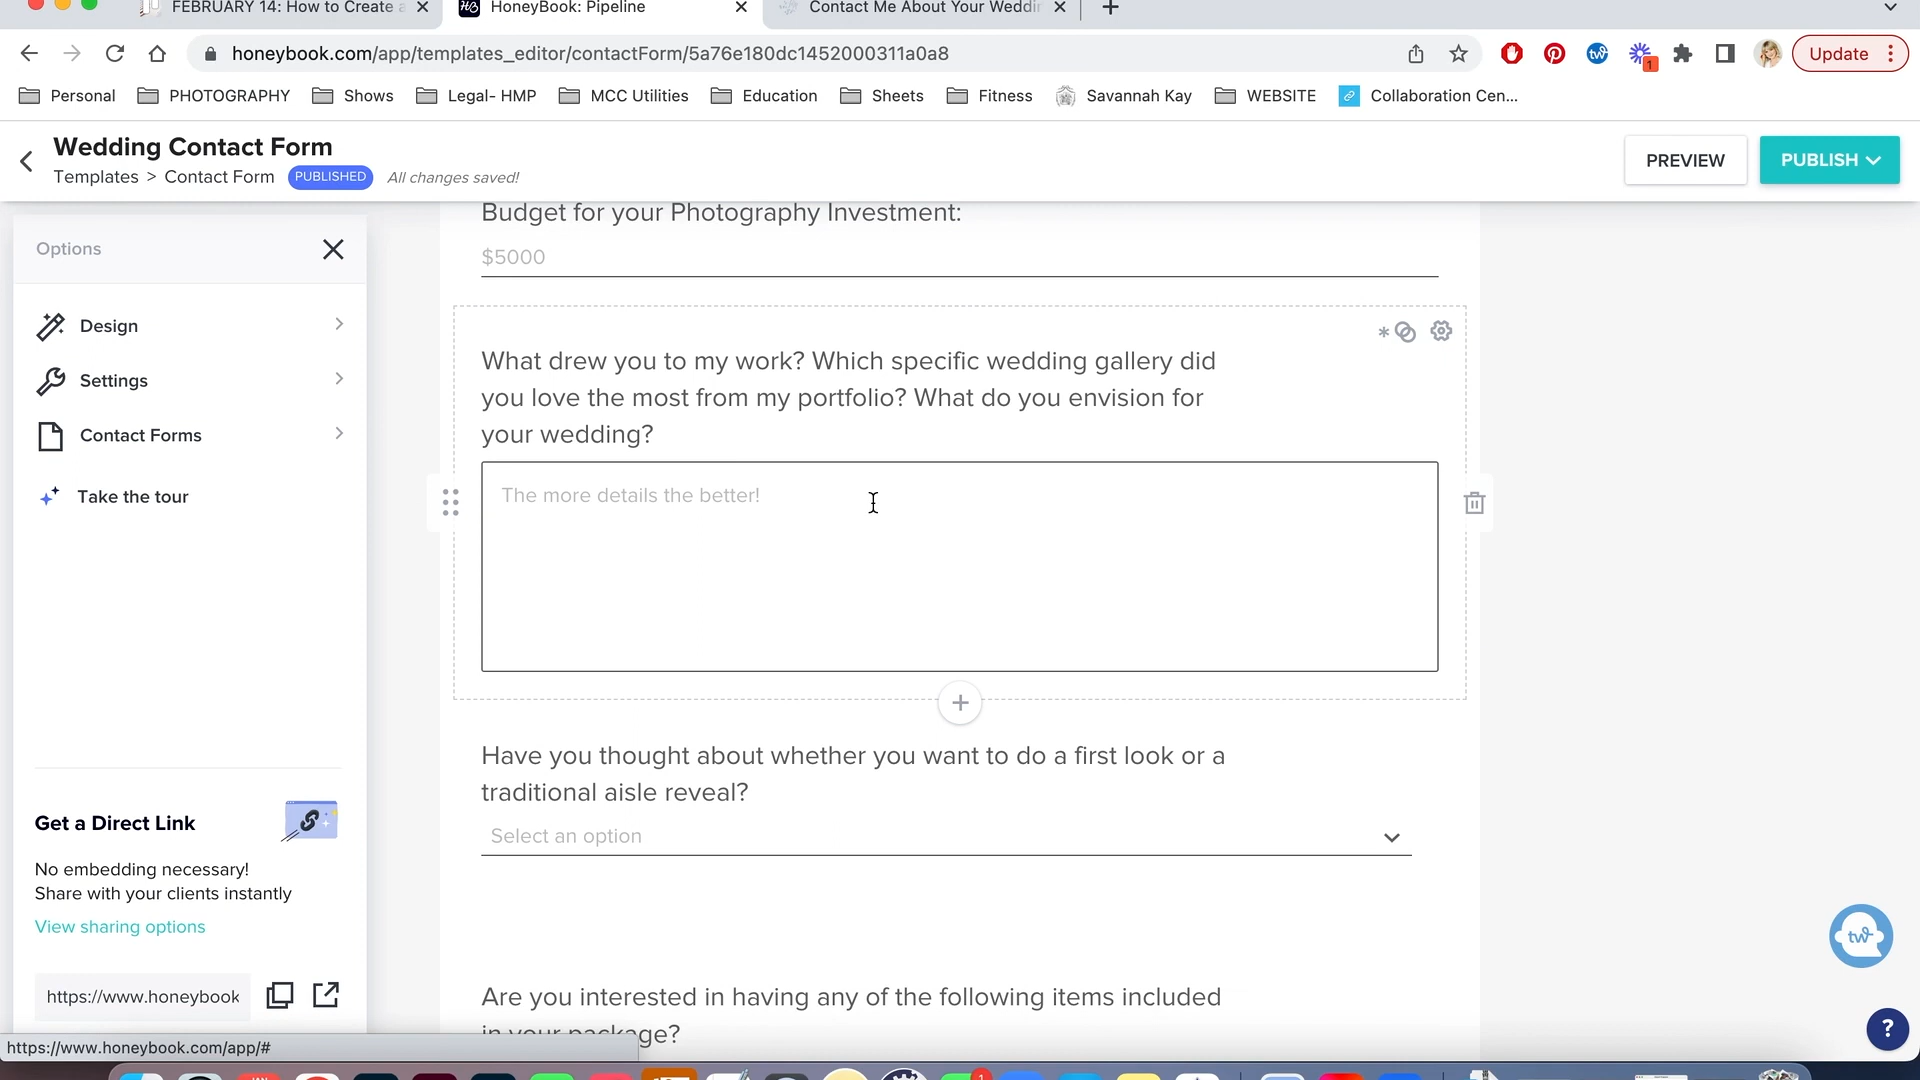 FEBRUARY 14: How to Create a
HoneyBook: Pipeline
Contact Me About Your Weddin
honeybook.com/app/templates_editor/contactForm/5a76e180dc1452000311a0a8
1
Update
Personal
PHOTOGRAPHY
Shows
Legal- HMP
MCC Utilities
Education
Sheets
Fitness
Savannah Kay
WEBSITE
Collaboration Cen...
Wedding Contact Form
Templates > Contact Form PUBLISHED All changes saved!
PREVIEW
PUBLISH
Options
Design
Settings
Contact Forms
Take the tour
Get a Direct Link
No embedding necessary!
Share with your clients instantly
View sharing options
https://www.honeybook
https://www.honeybook.com/app/#
Budget for your Photography Investment:
$5000
*
What drew you to my work? Which specific wedding gallery did
you love the most from my portfolio? What do you envision for
your wedding?
The more details the better!
+
Have you thought about whether you want to do a first look or a
traditional aisle reveal?
Select an option
Are you interested in having any of the following items included
in your package?
tw
?